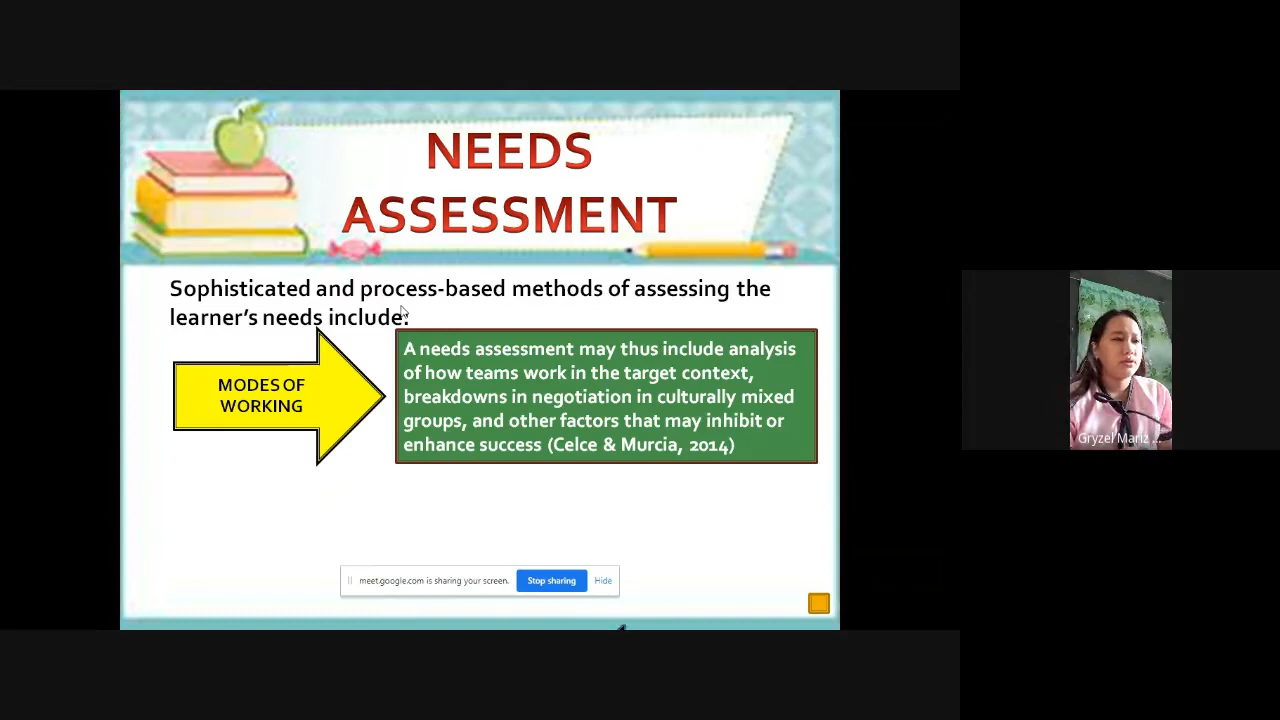 NEEDS
ASSESSMENT
Sophisticated and process-based methods of assessing the
learner's needs include:
MODES OF
WORKING
A needs assessment may thus include analysis
of how teams work in the target context,
breakdowns in negotiation in culturally mixed
groups, and other factors that may inhibit or
enhance success (Celce & Murcia, 2014)
meet.google.com is sharing your screen. Stop sharing Hide
Gryzel Mariz ...